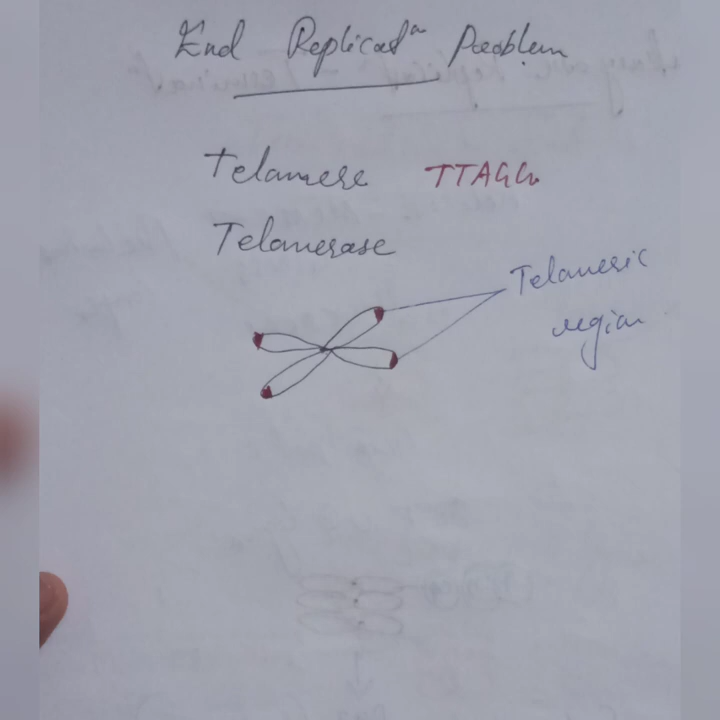 End Replicatⁿ Problem
Telomere TTAGG
Telomerase
Telomeric
region